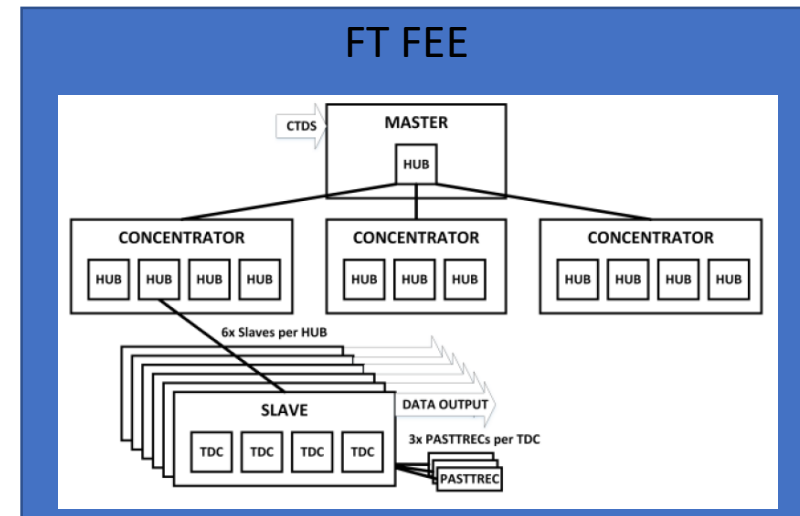 FT FEE
CTDS
MASTER
HUB
CONCENTRATOR
HUB HUB HUB HUB
CONCENTRATOR
HUB HUB HUB
CONCENTRATOR
HUB HUB HUB HUB
6x Slaves per HUB
SLAVE
TDC TDC TDC TDC
DATA OUTPUT
3x PASTTRECs per TDC
PASTTREC